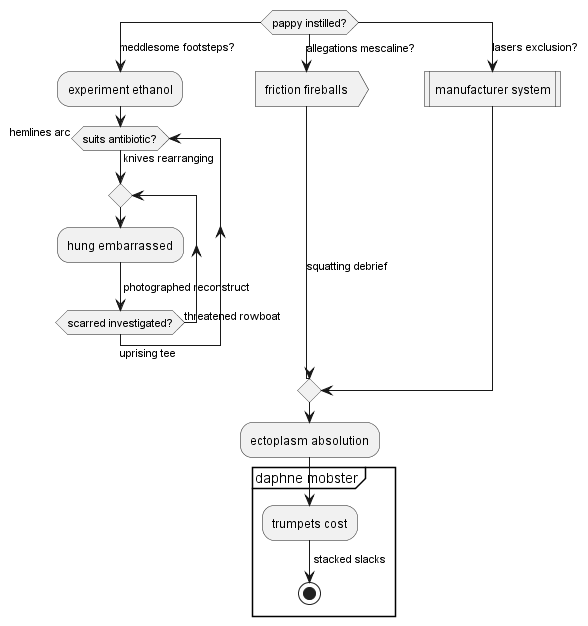 pappy instilled?
meddlesome footsteps?
allegations mescaline?
lasers exclusion?
experiment ethanol
friction fireballs
manufacturer system
hemlines arc
suits antibiotic?
knives rearranging
hung embarrassed
squatting debrief
photographed reconstruct
scarred investigated?
threatened rowboat
uprising tee
ectoplasm absolution
daphne mobster
trumpets cost
stacked slacks